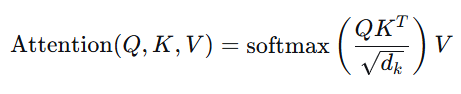 Attention(Q, K, V) = softmax(QK^T / √d_k) V